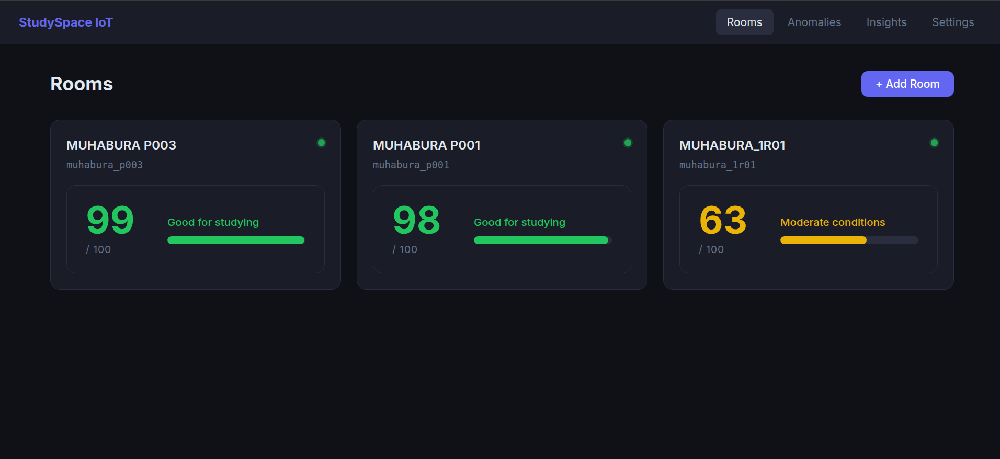 StudySpace IoT
Rooms Anomalies Insights Settings
Rooms
+ Add Room
MUHABURA P003
muhabura_p003
99
/ 100
Good for studying
MUHABURA P001
muhabura_p001
98
/ 100
Good for studying
MUHABURA_1R01
muhabura_1r01
63
/ 100
Moderate conditions